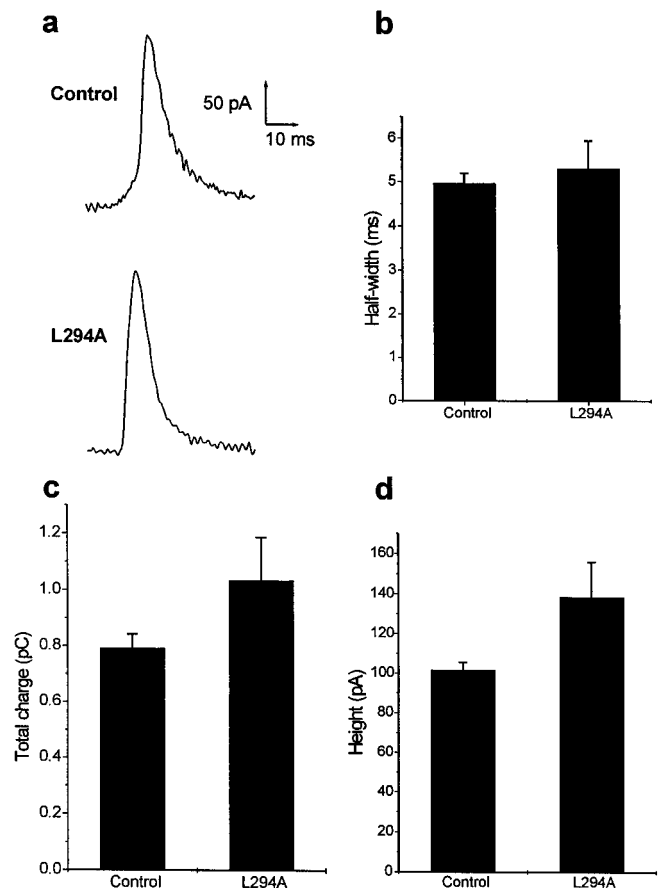 a
Control
50 pA
10 ms
L294A
b
Half-width (ms)
6
5
4
3
2
1
0
Control
L294A
c
Total charge (pC)
1.2
1.0
0.8
0.6
0.4
0.2
0.0
Control
L294A
d
Height (pA)
160
140
120
100
80
60
40
20
0
Control
L294A